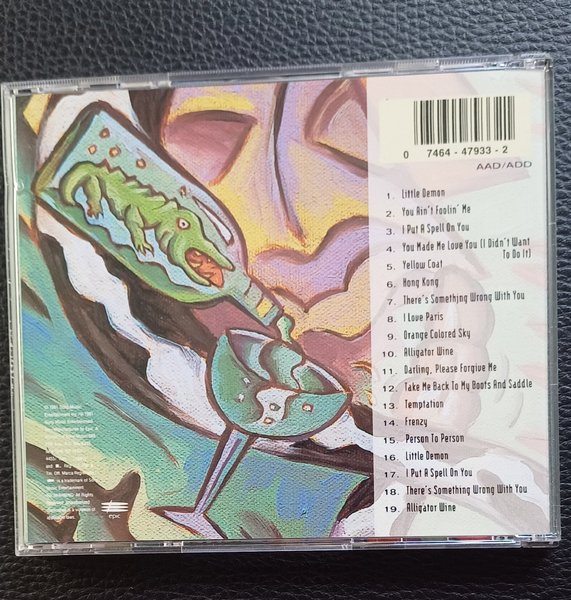 0 7464-47933-2
AAD/ADD
1. Little Demon
2. You Ain't Foolin' Me
3. I Put A Spell On You
4. You Made Me Love You (I Didn't Want
To Do It)
5. Yellow Coat
6. Hong Kong
7. There's Something Wrong With You
8. I Love Paris
9. Orange Colored Sky
10. Alligator Wine
11. Darling, Please Forgive Me
12. Take Me Back To My Boots And Saddle
13. Temptation
14. Frenzy
15. Person To Person
16. Little Demon
17. I Put A Spell On You
18. There's Something Wrong With You
19. Alligator Wine
epic